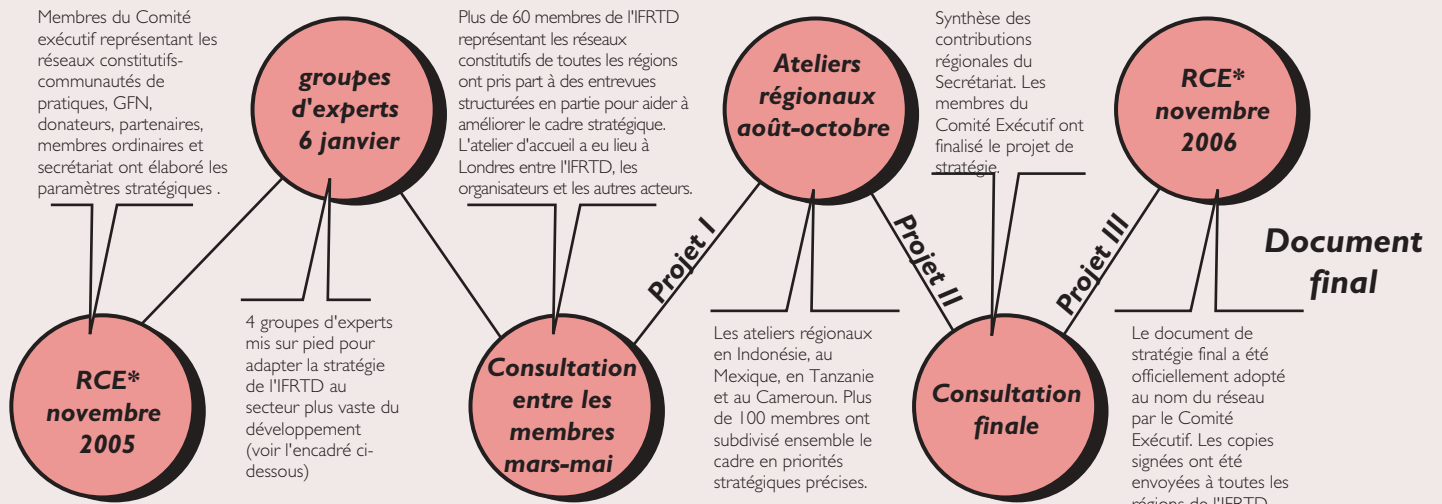 Membres du Comité
exécutif représentant les
réseaux constitutifs-
communautés de
pratiques, GFN,
donateurs, partenaires,
membres ordinaires et
secrétariat ont élaboré les
paramètres stratégiques .
RCE*
novembre
2005
groupes
d'experts
6 janvier
4 groupes d'experts
mis sur pied pour
adapter la stratégie
de l'IFRTD au
secteur plus vaste du
développement
(voir l'encadré ci-
dessous)
Plus de 60 membres de l'IFRTD
représentant les réseaux
constitutifs de toutes les régions
ont pris part à des entrevues
structurées en partie pour aider à
améliorer le cadre stratégique.
L'atelier d'accueil a eu lieu à
Londres entre l'IFRTD, les
organisateurs et les autres acteurs.
Consultation
entre les
membres
mars-mai
Projet I
Ateliers
régionaux
août-octobre
Les ateliers régionaux
en Indonésie, au
Mexique, en Tanzanie
et au Cameroun. Plus
de 100 membres ont
subdivisé ensemble le
cadre en priorités
stratégiques précises.
Projet II
Synthèse des
contributions
régionales du
Secrétariat. Les
membres du
Comité Exécutif ont
finalisé le projet de
stratégie.
Consultation
finale
Projet III
RCE*
novembre
2006
Le document de
stratégie final a été
officiellement adopté
au nom du réseau
par le Comité
Exécutif. Les copies
signées ont été
envoyées à toutes les
régions de l'IFRTD
Document
final